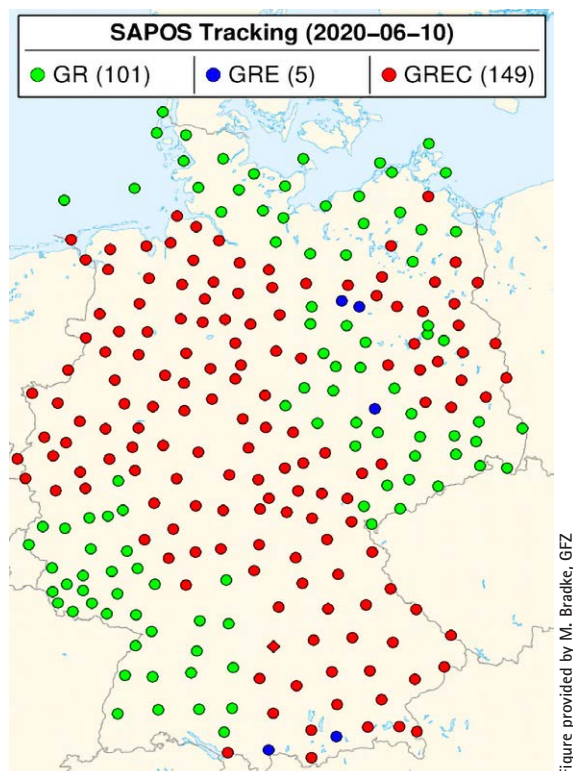 SAPOS Tracking (2020−06−10)
GR (101) GRE (5) GREC (149)
Figure provided by M. Bradke, GFZ